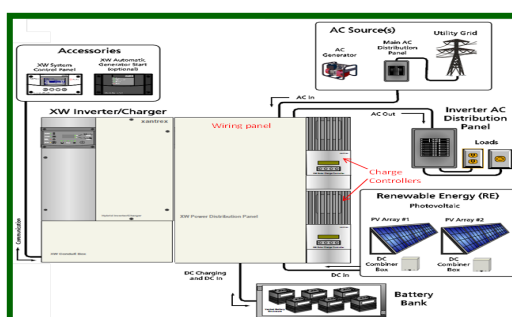 Accessories
XW System
Control Panel
XW Automatic
Generator Start
(optional)
AC Source(s)
AC
Generator
Main AC
Distribution
Panel
Utility Grid
AC In
AC Out
XW Inverter/Charger
xantrex
Wiring panel
Inverter AC
Distribution
Panel
Loads
Charge
Controllers
XW Power Distribution Panel
XW Conduit Box
Communication
Renewable Energy (RE)
Photovoltaic
PV Array #1
PV Array #2
DC
Combiner
Box
DC
Combiner
Box
DC Charging
and DC In
DC In
Battery
Bank